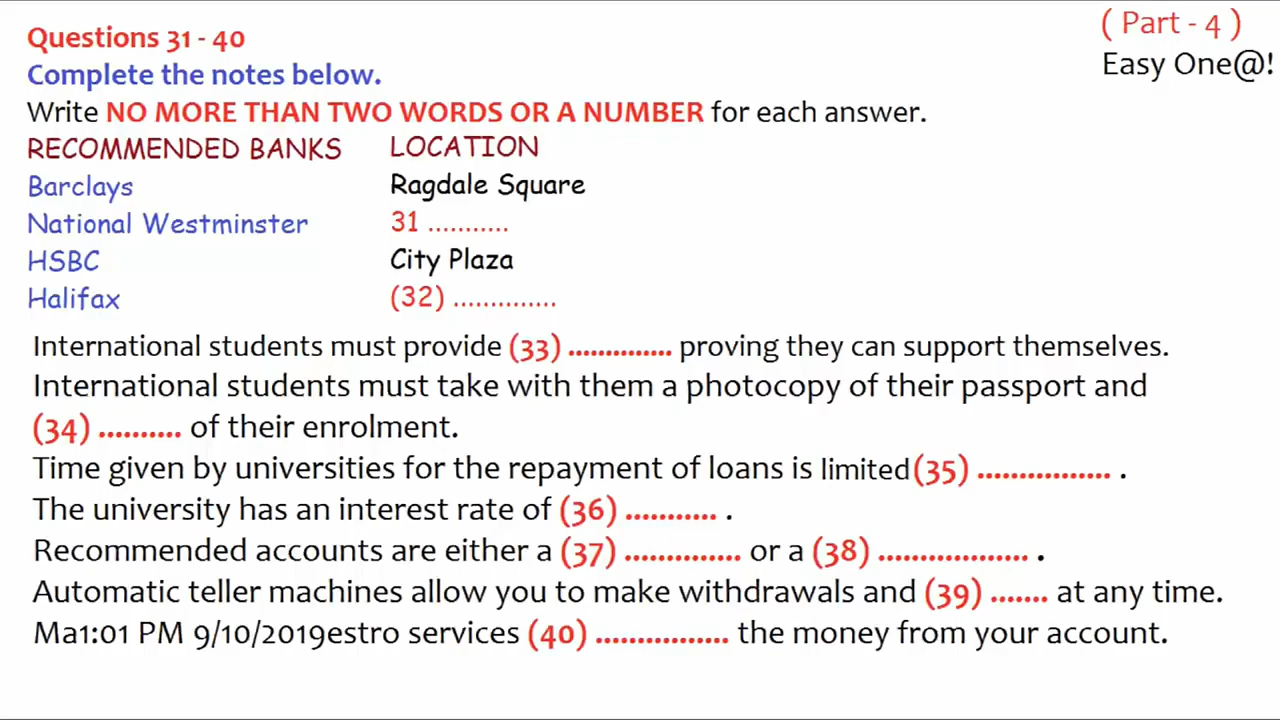 Questions 31 - 40
( Part - 4 )
Easy One@!
Complete the notes below.
Write NO MORE THAN TWO WORDS OR A NUMBER for each answer.
RECOMMENDED BANKS LOCATION
Barclays Ragdale Square
National Westminster 31 ...........
HSBC City Plaza
Halifax (32) ..............
International students must provide (33) .............. proving they can support themselves.
International students must take with them a photocopy of their passport and
(34) .......... of their enrolment.
Time given by universities for the repayment of loans is limited (35) ................ .
The university has an interest rate of (36) ........... .
Recommended accounts are either a (37) .............. or a (38) .................. .
Automatic teller machines allow you to make withdrawals and (39) ....... at any time.
Ma1:01 PM 9/10/2019estro services (40) ................ the money from your account.